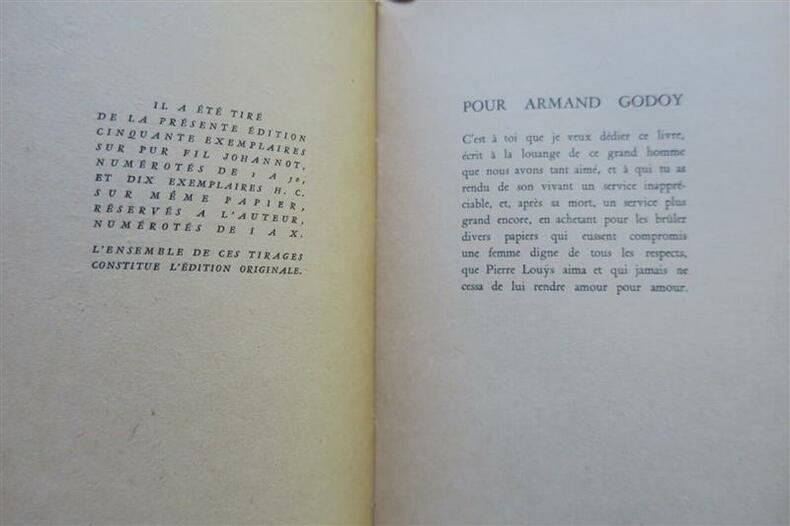 IL A ÉTÉ TIRÉ
DE LA PRÉSENTE ÉDITION
CINQUANTE EXEMPLAIRES
SUR PUR FIL JOHANNOT,
NUMÉROTÉS DE 1 A 50,
ET DIX EXEMPLAIRES H. C.
SUR MÊME PAPIER,
RÉSERVÉS A L'AUTEUR,
NUMÉROTÉS DE I A X.
L'ENSEMBLE DE CES TIRAGES
CONSTITUE L'ÉDITION ORIGINALE.
POUR ARMAND GODOY
C'est à toi que je veux dédier ce livre,
écrit à la louange de ce grand homme
que nous avons tant aimé, et à qui tu as
rendu de son vivant un service inappré-
ciable, et, après sa mort, un service plus
grand encore, en achetant pour les brûler
divers papiers qui eussent compromis
une femme digne de tous les respects,
que Pierre Louÿs aima et qui jamais ne
cessa de lui rendre amour pour amour.